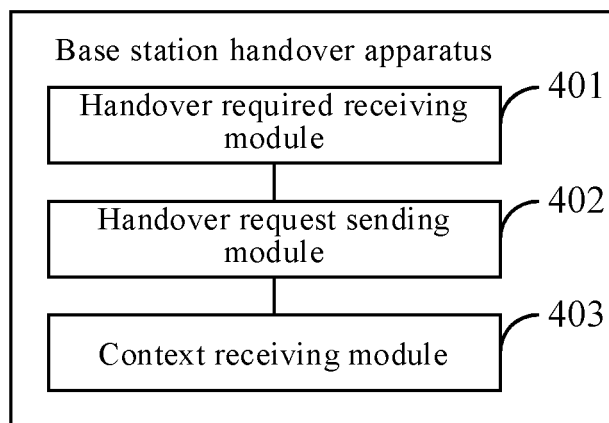 Base station handover apparatus
401
Handover required receiving
module
402
Handover request sending
module
403
Context receiving module